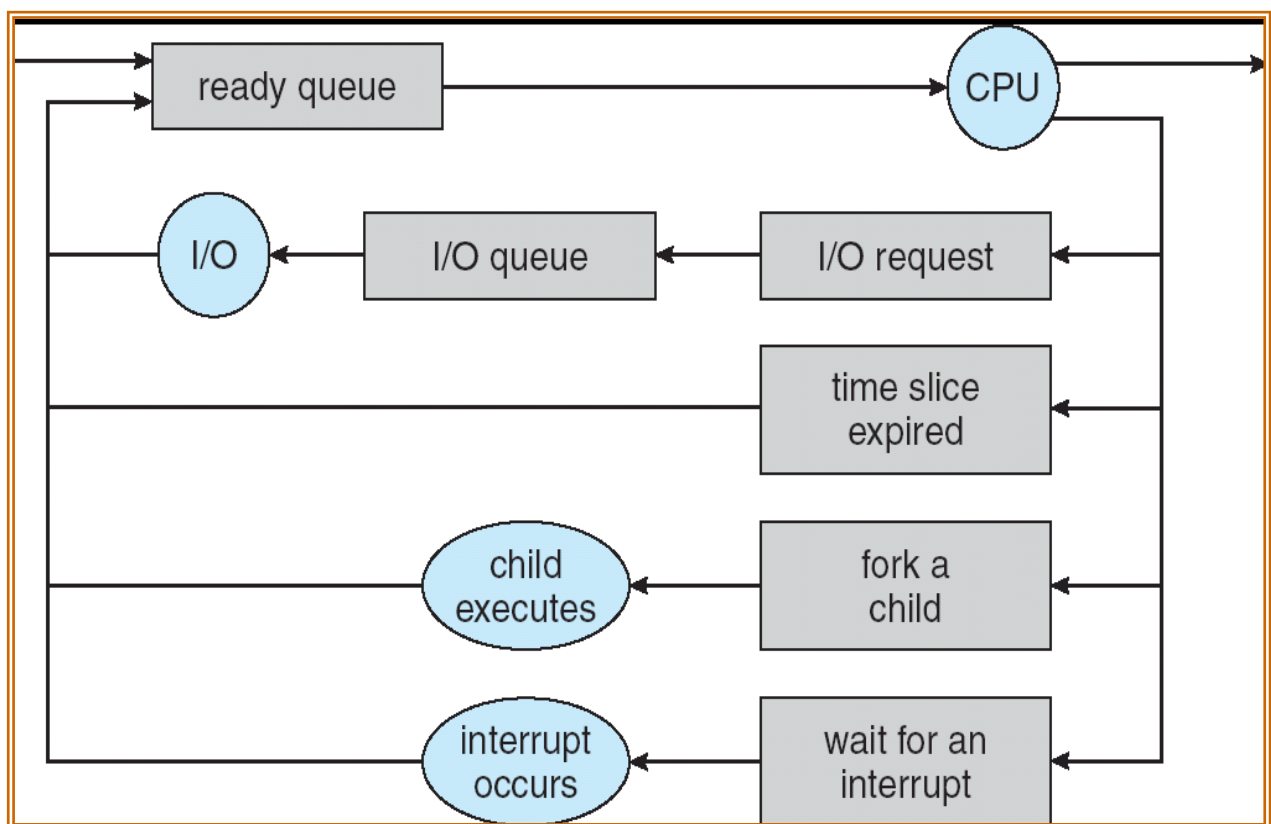 ready queue
CPU
I/O
I/O queue
I/O request
time slice
expired
child
executes
fork a
child
interrupt
occurs
wait for an
interrupt